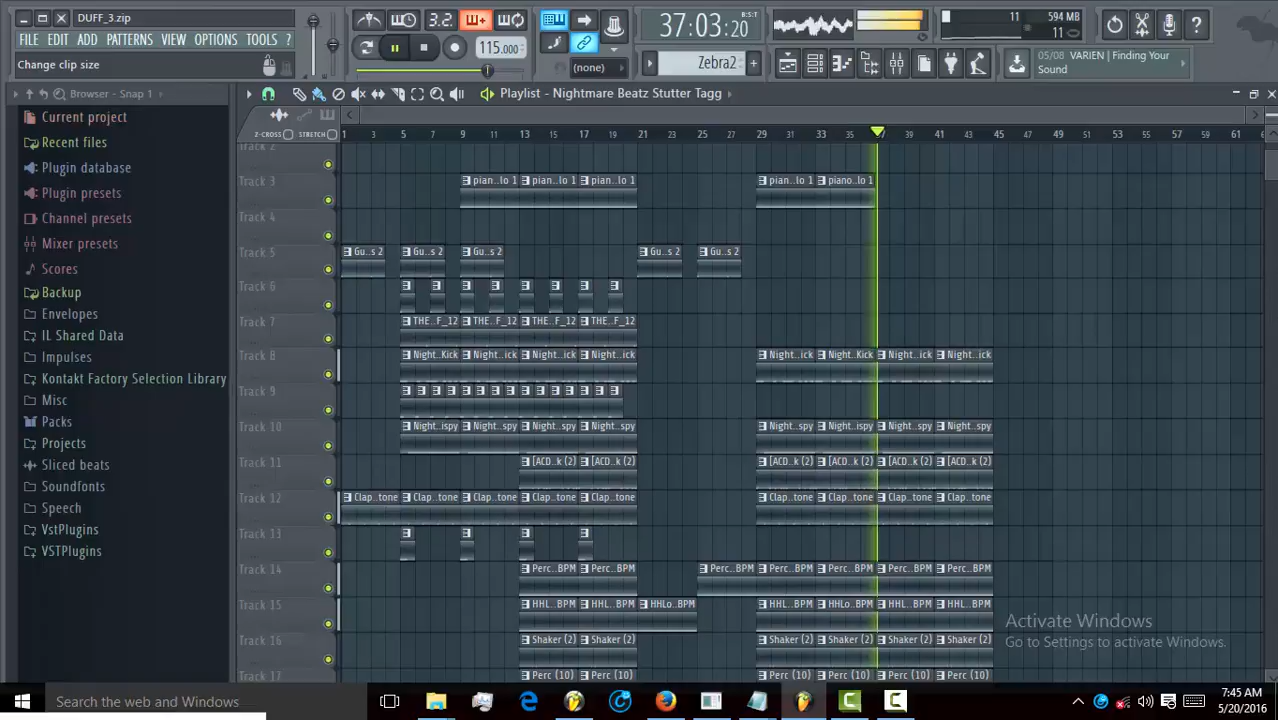 DUFF_3.zip
FILE EDIT ADD PATTERNS VIEW OPTIONS TOOLS ?
Change clip size
3.2.
115.000
(none)
37:03:20
B:S:T
Zebra2
11
594 MB
11
05/08 VARIEN | Finding Your
Sound
Browser - Snap 1
Playlist - Nightmare Beatz Stutter Tagg
Z-CROSS STRETCH
1 3 5 7 9 11 13 15 17 19 21 23 25 27 29 31 33 35 37 39 41 43 45 47 49 51 53 55 57 59 61 63
Current project
Recent files
Plugin database
Plugin presets
Channel presets
Mixer presets
Scores
Backup
Envelopes
IL Shared Data
Impulses
Kontakt Factory Selection Library
Misc
Packs
Projects
Sliced beats
Soundfonts
Speech
VstPlugins
VSTPlugins
Track 2
Track 3 pian..lo 1 pian..lo 1 pian..lo 1 pian..lo 1 piano..lo 1
Track 4
Track 5 Gu..s 2 Gu..s 2 Gu..s 2 Gu..s 2 Gu..s 2
Track 6
Track 7 THE..F_12 THE..F_12 THE..F_12 THE..F_12
Track 8 Night..Kick Night..ick Night..ick Night..ick Night..ick Night..Kick Night..ick Night..ick
Track 9
Track 10 Night..ispy Night..spy Night..spy Night..spy Night..spy Night..ispy Night..spy Night..spy
Track 11 [ACD..k (2) [ACD..k (2) [ACD..k (2) [ACD..k (2) [ACD..k (2) [ACD..k (2)
Track 12 Clap..tone Clap..tone Clap..tone Clap..tone Clap..tone Clap..tone Clap..tone Clap..tone Clap..tone
Track 13
Track 14 Perc..BPM Perc..BPM Perc..BPM Perc..BPM Perc..BPM Perc..BPM Perc..BPM
Track 15 HHL..BPM HHL..BPM HHLo..BPM HHL..BPM HHLo..BPM HHL..BPM HHL..BPM
Track 16 Shaker (2) Shaker (2) Shaker (2) Shaker (2) Shaker (2) Shaker (2)
Track 17 Perc (10) Perc (10) Perc (10) Perc (10) Perc (10) Perc (10)
Activate Windows
Go to Settings to activate Windows.
Search the web and Windows
7:45 AM
5/20/2016